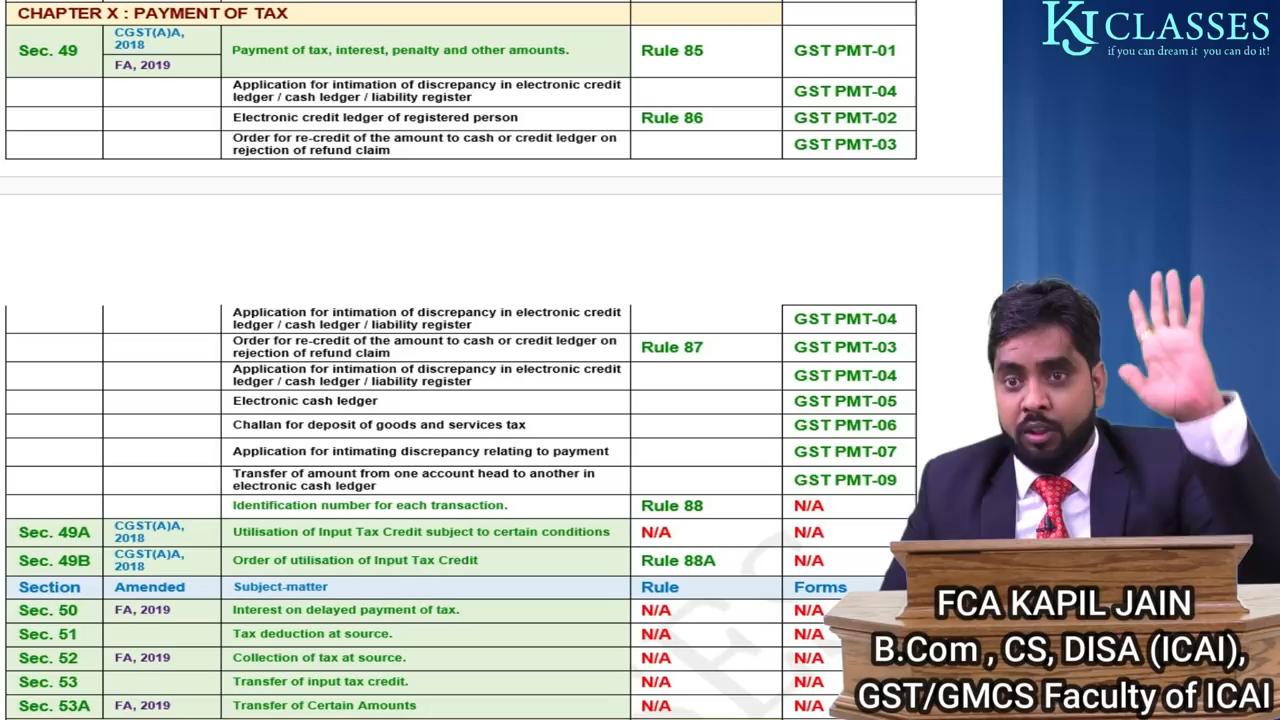 CHAPTER X : PAYMENT OF TAX
Sec. 49
CGST(A)A,
2018
FA, 2019
Payment of tax, interest, penalty and other amounts.
Rule 85
GST PMT-01
Application for intimation of discrepancy in electronic credit
ledger / cash ledger / liability register
GST PMT-04
Electronic credit ledger of registered person
Rule 86
GST PMT-02
Order for re-credit of the amount to cash or credit ledger on
rejection of refund claim
GST PMT-03
Application for intimation of discrepancy in electronic credit
ledger / cash ledger / liability register
GST PMT-04
Order for re-credit of the amount to cash or credit ledger on
rejection of refund claim
Rule 87
GST PMT-03
Application for intimation of discrepancy in electronic credit
ledger / cash ledger / liability register
GST PMT-04
Electronic cash ledger
GST PMT-05
Challan for deposit of goods and services tax
GST PMT-06
Application for intimating discrepancy relating to payment
GST PMT-07
Transfer of amount from one account head to another in
electronic cash ledger
GST PMT-09
Identification number for each transaction.
Rule 88
N/A
Sec. 49A
CGST(A)A,
2018
Utilisation of Input Tax Credit subject to certain conditions
N/A
N/A
Sec. 49B
CGST(A)A,
2018
Order of utilisation of Input Tax Credit
Rule 88A
N/A
Section Amended Subject-matter Rule Forms
Sec. 50 FA, 2019 Interest on delayed payment of tax. N/A N/A
Sec. 51 Tax deduction at source. N/A N/A
Sec. 52 FA, 2019 Collection of tax at source. N/A N/A
Sec. 53 Transfer of input tax credit. N/A N/A
Sec. 53A FA, 2019 Transfer of Certain Amounts N/A N/A
KJ CLASSES
if you can dream it you can do it!
FCA KAPIL JAIN
B.Com , CS, DISA (ICAI),
GST/GMCS Faculty of ICAI